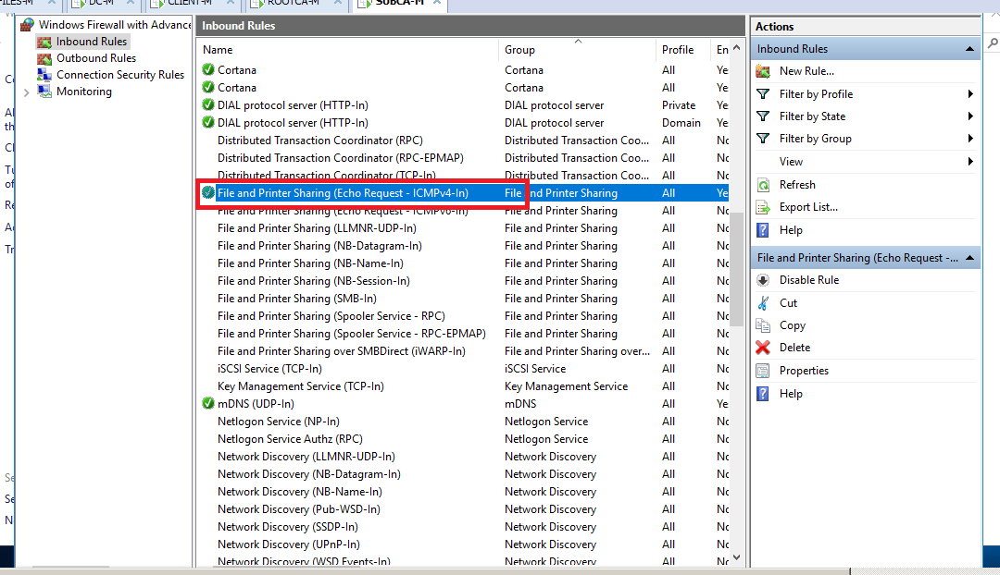 FILES-M DC-M CLIENT-M ROOTCA-M SUBCA-M
Windows Firewall with Advance
Inbound Rules
Outbound Rules
Connection Security Rules
Monitoring
Inbound Rules
Name Group Profile En
Cortana Cortana All Ye
Cortana Cortana All Ye
DIAL protocol server (HTTP-In) DIAL protocol server Private Ye
DIAL protocol server (HTTP-In) DIAL protocol server Domain Ye
Distributed Transaction Coordinator (RPC) Distributed Transaction Coo... All No
Distributed Transaction Coordinator (RPC-EPMAP) Distributed Transaction Coo... All No
Distributed Transaction Coordinator (TCP-In) Distributed Transaction Coo... All No
File and Printer Sharing (Echo Request - ICMPv4-In) File and Printer Sharing All Ye
File and Printer Sharing (Echo Request - ICMPv6-In) File and Printer Sharing All No
File and Printer Sharing (LLMNR-UDP-In) File and Printer Sharing All No
File and Printer Sharing (NB-Datagram-In) File and Printer Sharing All No
File and Printer Sharing (NB-Name-In) File and Printer Sharing All No
File and Printer Sharing (NB-Session-In) File and Printer Sharing All No
File and Printer Sharing (SMB-In) File and Printer Sharing All No
File and Printer Sharing (Spooler Service - RPC) File and Printer Sharing All No
File and Printer Sharing (Spooler Service - RPC-EPMAP) File and Printer Sharing All No
File and Printer Sharing over SMBDirect (iWARP-In) File and Printer Sharing over... All No
iSCSI Service (TCP-In) iSCSI Service All No
Key Management Service (TCP-In) Key Management Service All No
mDNS (UDP-In) mDNS All Ye
Netlogon Service (NP-In) Netlogon Service All No
Netlogon Service Authz (RPC) Netlogon Service All No
Network Discovery (LLMNR-UDP-In) Network Discovery All No
Network Discovery (NB-Datagram-In) Network Discovery All No
Network Discovery (NB-Name-In) Network Discovery All No
Network Discovery (Pub-WSD-In) Network Discovery All No
Network Discovery (SSDP-In) Network Discovery All No
Network Discovery (UPnP-In) Network Discovery All No
Network Discovery (WSD Events-In) Network Discovery All No
Actions
Inbound Rules
New Rule...
Filter by Profile
Filter by State
Filter by Group
View
Refresh
Export List...
Help
File and Printer Sharing (Echo Request -...
Disable Rule
Cut
Copy
Delete
Properties
Help